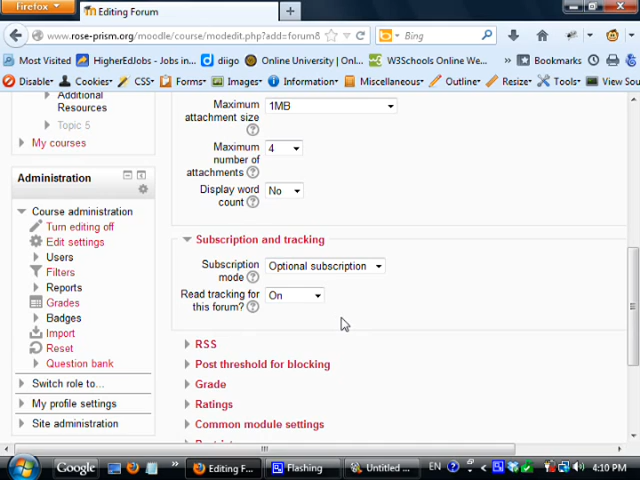 Firefox
Editing Forum
www.rose-prism.org/moodle/course/modedit.php?add=forum&
Bing
Most Visited
HigherEdJobs - Jobs in...
diigo
Online University | Onl...
W3Schools Online We...
Bookmarks
Disable
Cookies
CSS
Forms
Images
Information
Miscellaneous
Outline
Resize
Tools
Additional
Resources
Topic 5
My courses
Administration
Course administration
Turn editing off
Edit settings
Users
Filters
Reports
Grades
Badges
Import
Reset
Question bank
Switch role to...
My profile settings
Site administration
Maximum
attachment size
1MB
Maximum
number of
attachments
4
Display word
count
No
Subscription and tracking
Subscription
mode
Optional subscription
Read tracking for
this forum?
On
RSS
Post threshold for blocking
Grade
Ratings
Common module settings
Google
Editing F...
Flashing
Untitled ...
EN
4:10 PM